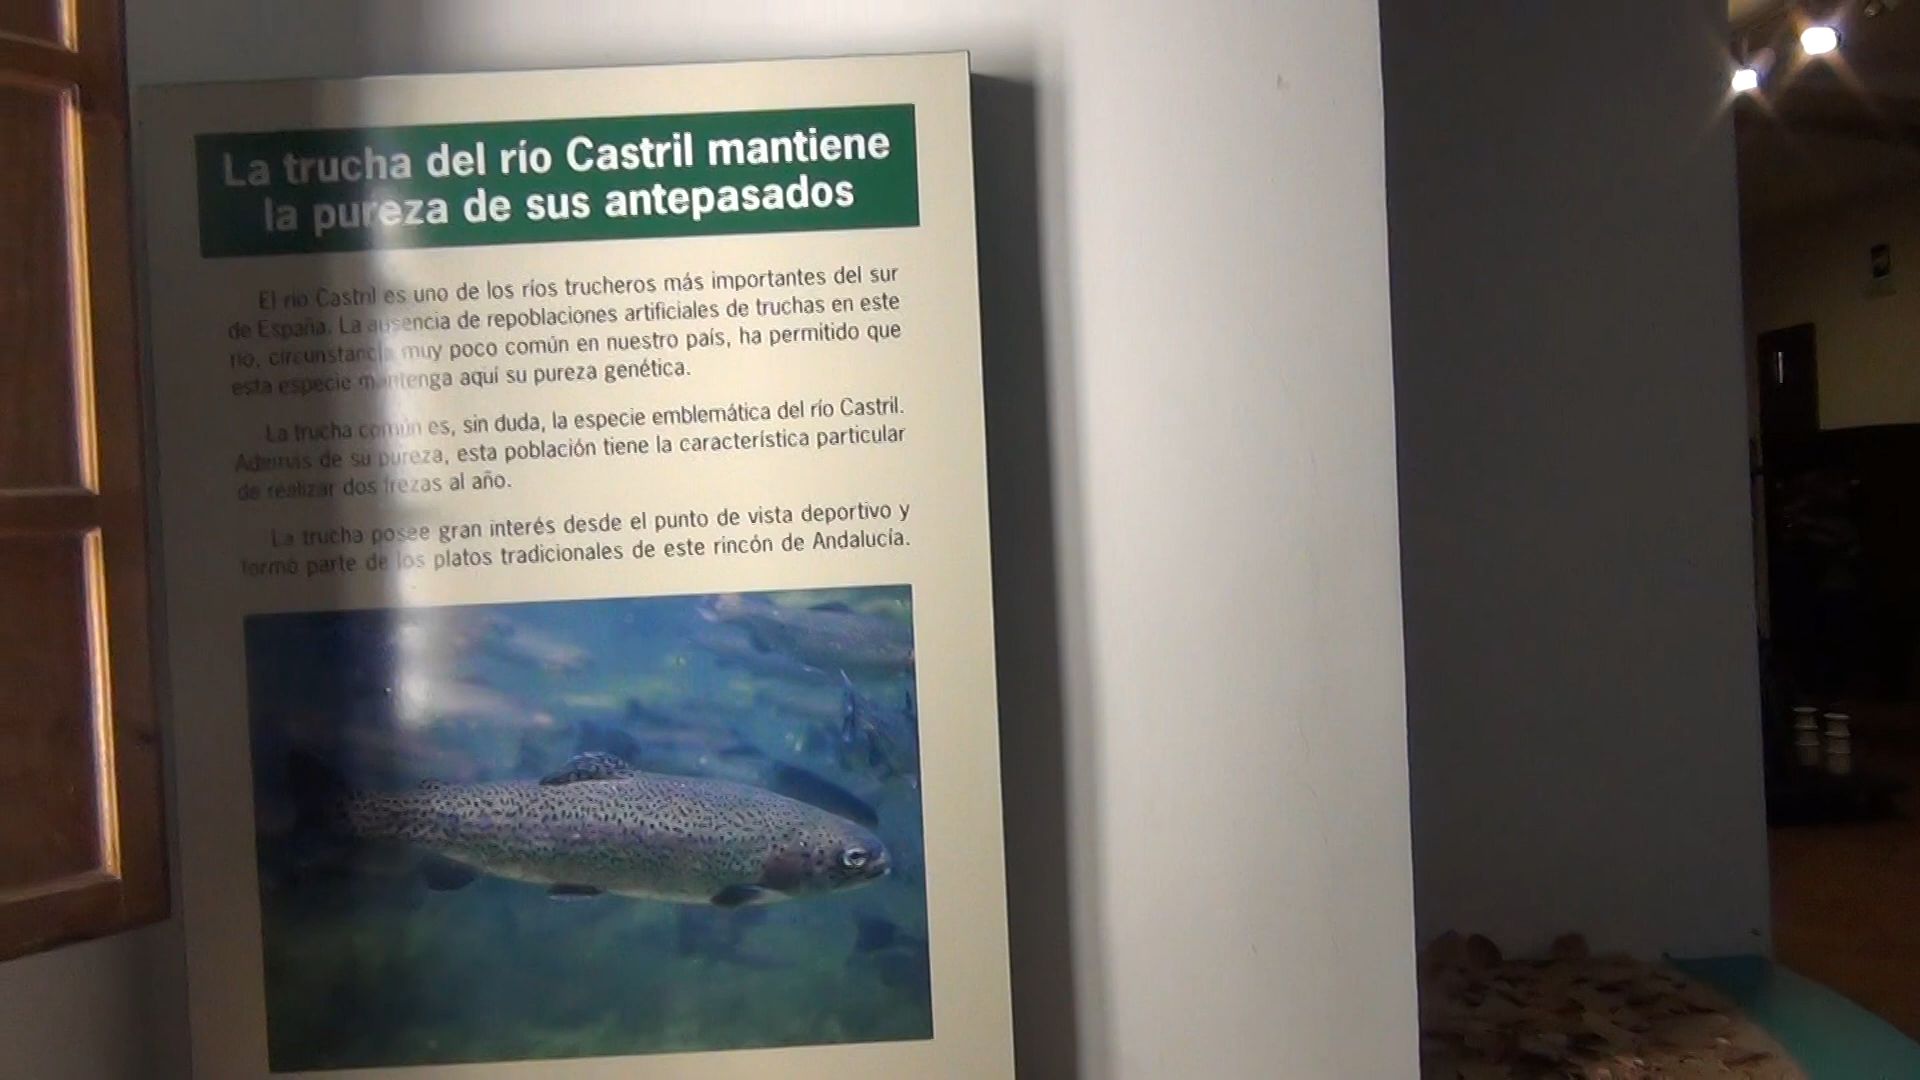 La trucha del río Castril mantiene
la pureza de sus antepasados
El río Castril es uno de los ríos trucheros más importantes del sur
de España. La ausencia de repoblaciones artificiales de truchas en este
río, circunstancia muy poco común en nuestro país, ha permitido que
esta especie mantenga aquí su pureza genética.
La trucha común es, sin duda, la especie emblemática del río Castril.
Además de su pureza, esta población tiene la característica particular
de realizar dos frezas al año.
La trucha posee gran interés desde el punto de vista deportivo y
formó parte de los platos tradicionales de este rincón de Andalucía.